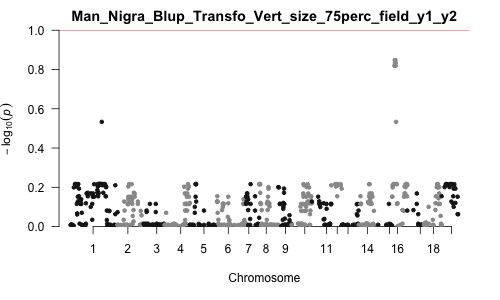 Man_Nigra_Blup_Transfo_Vert_size_75perc_field_y1_y2
1.0
0.8
0.6
0.4
0.2
0.0
− log₁₀(p)
1 2 3 4 5 6 7 8 9 11 14 16 18
Chromosome